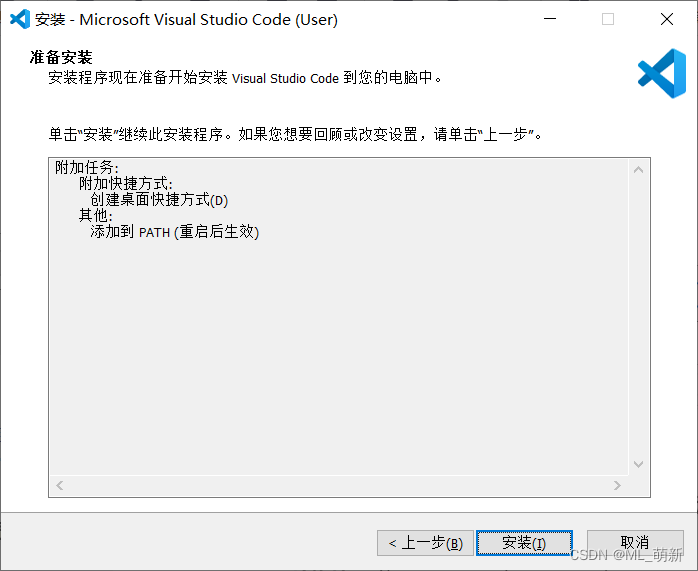 安装 - Microsoft Visual Studio Code (User)
准备安装
安装程序现在准备开始安装 Visual Studio Code 到您的电脑中。
单击“安装”继续此安装程序。如果您想要回顾或改变设置，请单击“上一步”。
附加任务:
附加快捷方式:
创建桌面快捷方式(D)
其他:
添加到 PATH (重启后生效)
< 上一步(B) 安装(I) 取消
CSDN @ML_萌新